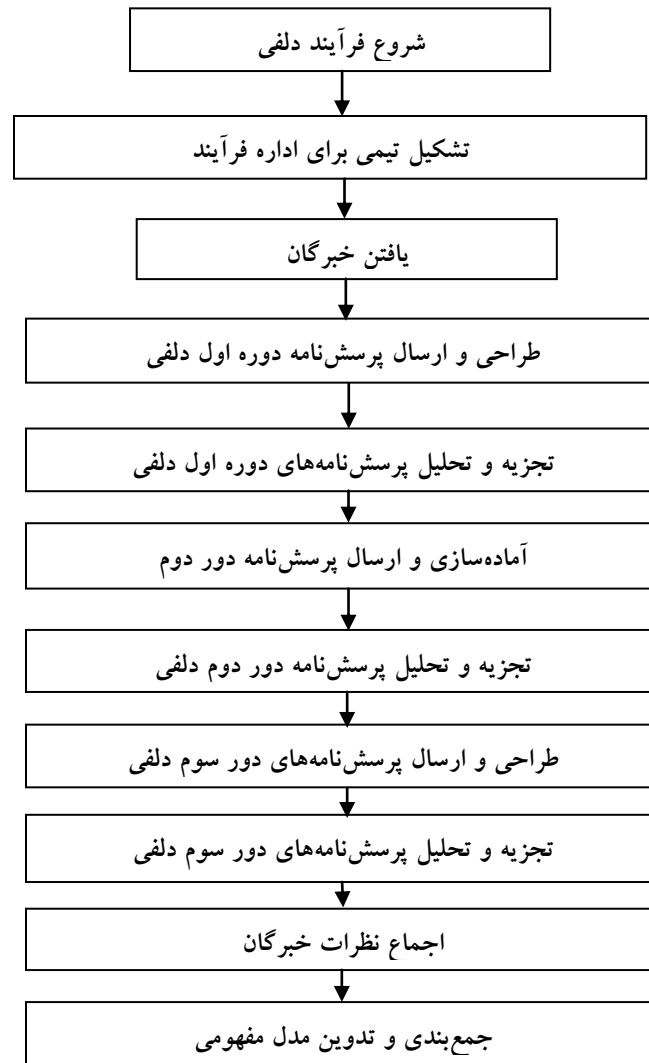 شروع فرآیند دلفی
تشکیل تیمی برای اداره فرآیند
یافتن خبرگان
طراحی و ارسال پرسش‌نامه دوره اول دلفی
تجزیه و تحلیل پرسش‌نامه‌های دوره اول دلفی
آماده‌سازی و ارسال پرسش‌نامه دور دوم
تجزیه و تحلیل پرسش‌نامه دور دوم دلفی
طراحی و ارسال پرسش‌نامه‌های دور سوم دلفی
تجزیه و تحلیل پرسش‌نامه‌های دور سوم دلفی
اجماع نظرات خبرگان
جمع‌بندی و تدوین مدل مفهومی